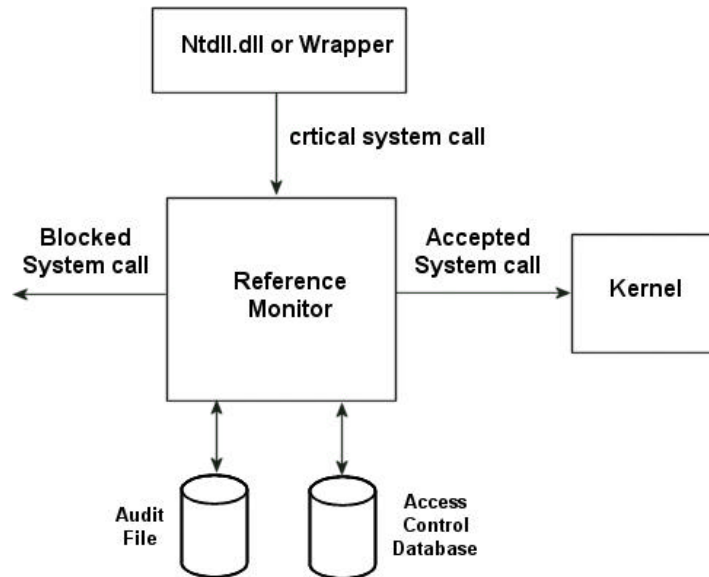 Ntdll.dll or Wrapper
crtical system call
Blocked
System call
Accepted
System call
Reference
Monitor
Kernel
Audit
File
Access
Control
Database